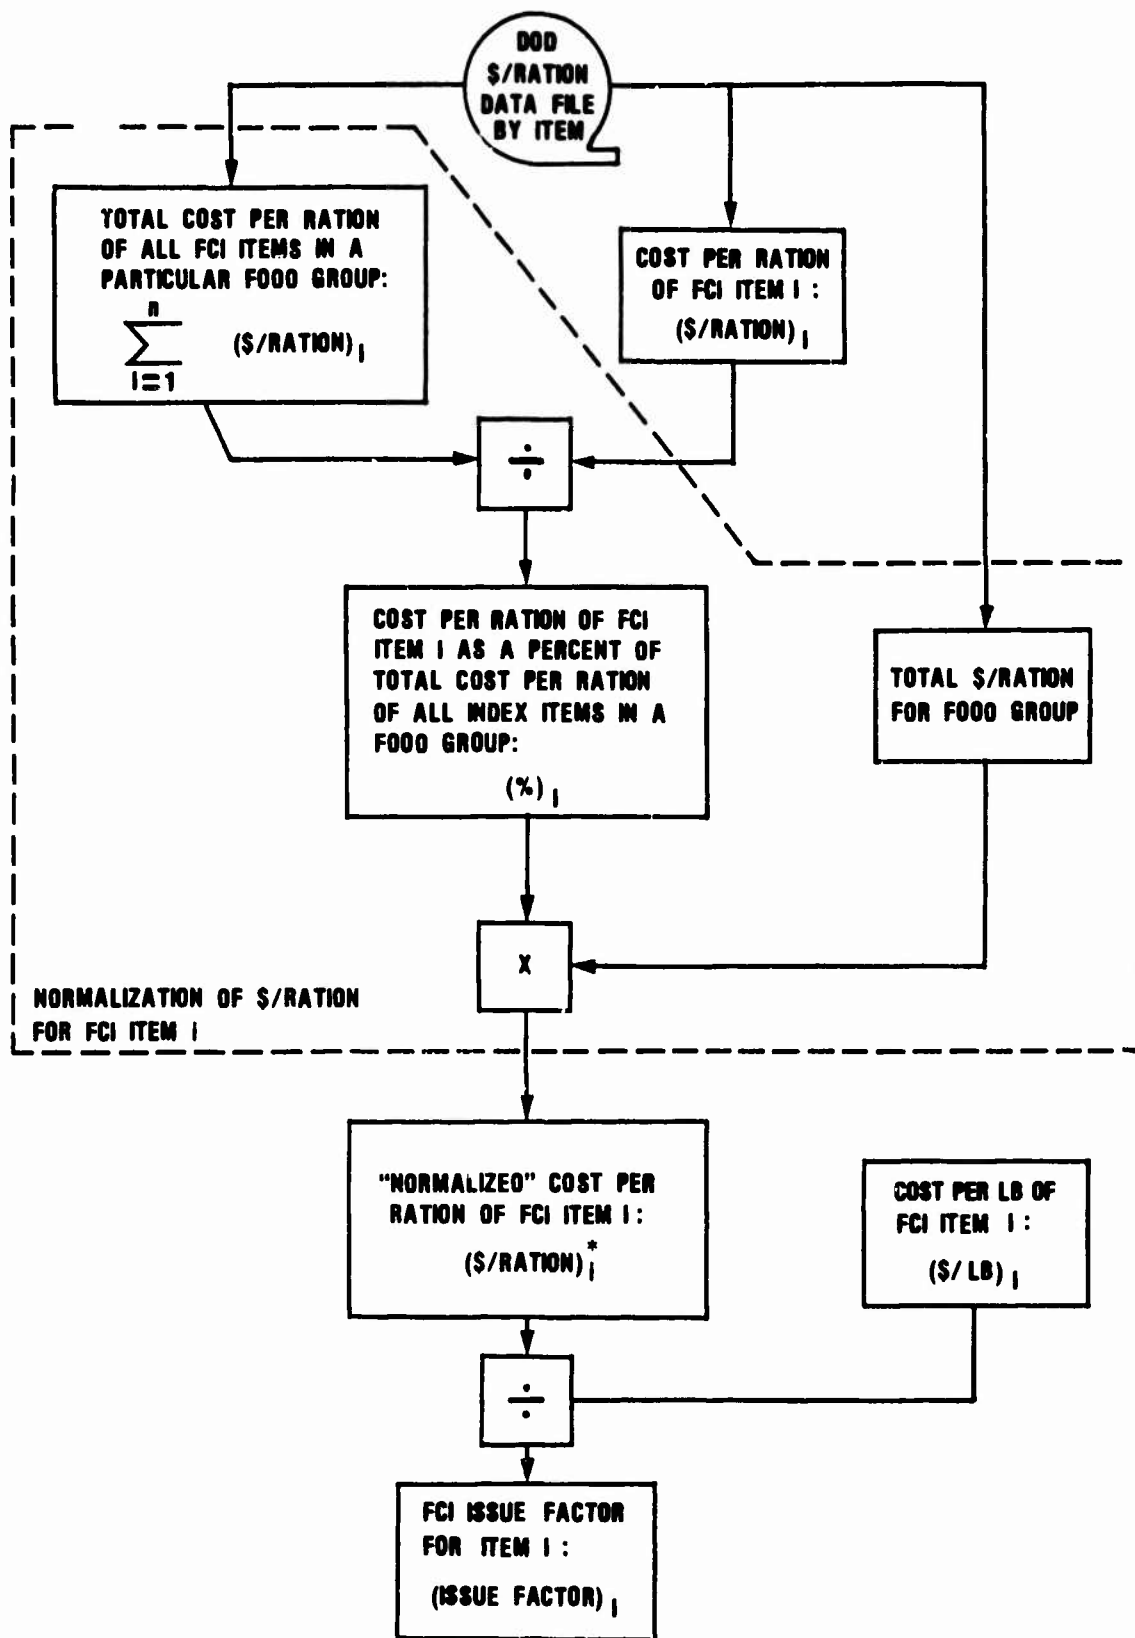 DOD
$/RATION
DATA FILE
BY ITEM
TOTAL COST PER RATION
OF ALL FCI ITEMS IN A
PARTICULAR FOOD GROUP:
n
∑ ($/RATION) i
i=1
COST PER RATION
OF FCI ITEM i :
($/RATION) i
÷
COST PER RATION OF FCI
ITEM i AS A PERCENT OF
TOTAL COST PER RATION
OF ALL INDEX ITEMS IN A
FOOD GROUP:
(%) i
TOTAL $/RATION
FOR FOOD GROUP
X
NORMALIZATION OF $/RATION
FOR FCI ITEM i
"NORMALIZED" COST PER
RATION OF FCI ITEM i:
($/RATION) i *
COST PER LB OF
FCI ITEM i :
($/LB) i
÷
FCI ISSUE FACTOR
FOR ITEM i :
(ISSUE FACTOR) i